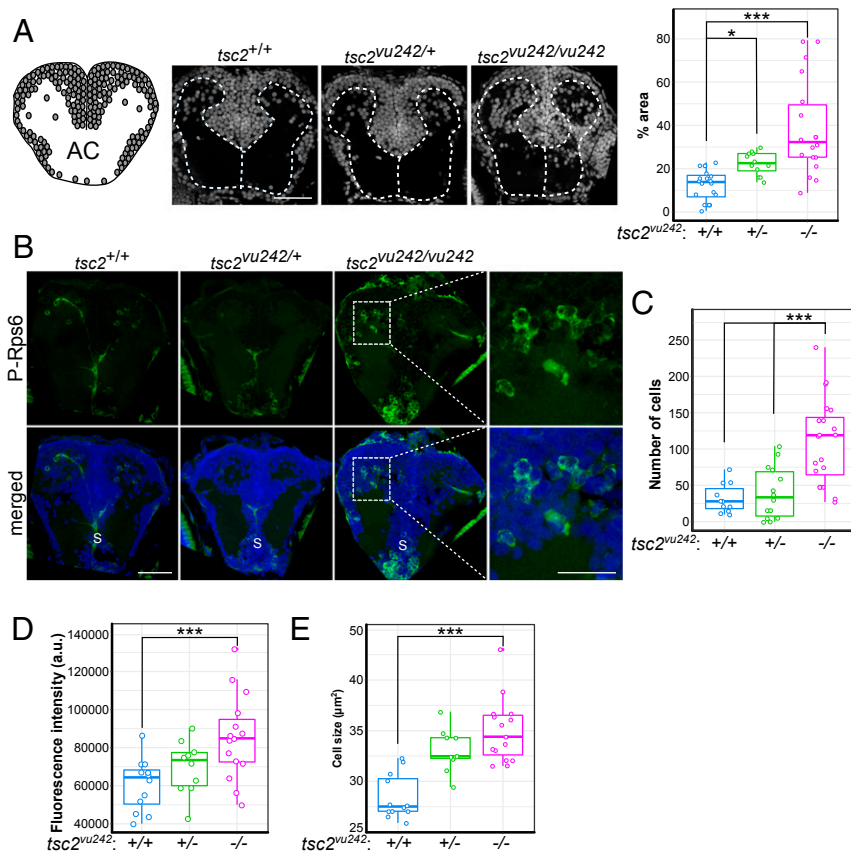 A
AC
tsc2+/+ tsc2vu242/+ tsc2vu242/vu242
% area
80
60
40
20
0
***
*
tsc2vu242: +/+ +/- -/-
B
tsc2+/+ tsc2vu242/+ tsc2vu242/vu242
P-Rps6
merged
S S S
C
Number of cells
250
200
150
100
50
0
***
tsc2vu242: +/+ +/- -/-
D
Fluorescence intensity (a.u.)
140000
120000
100000
80000
60000
40000
***
tsc2vu242: +/+ +/- -/-
E
Cell size (μm2)
50
35
30
25
45
40
***
tsc2vu242: +/+ +/- -/-